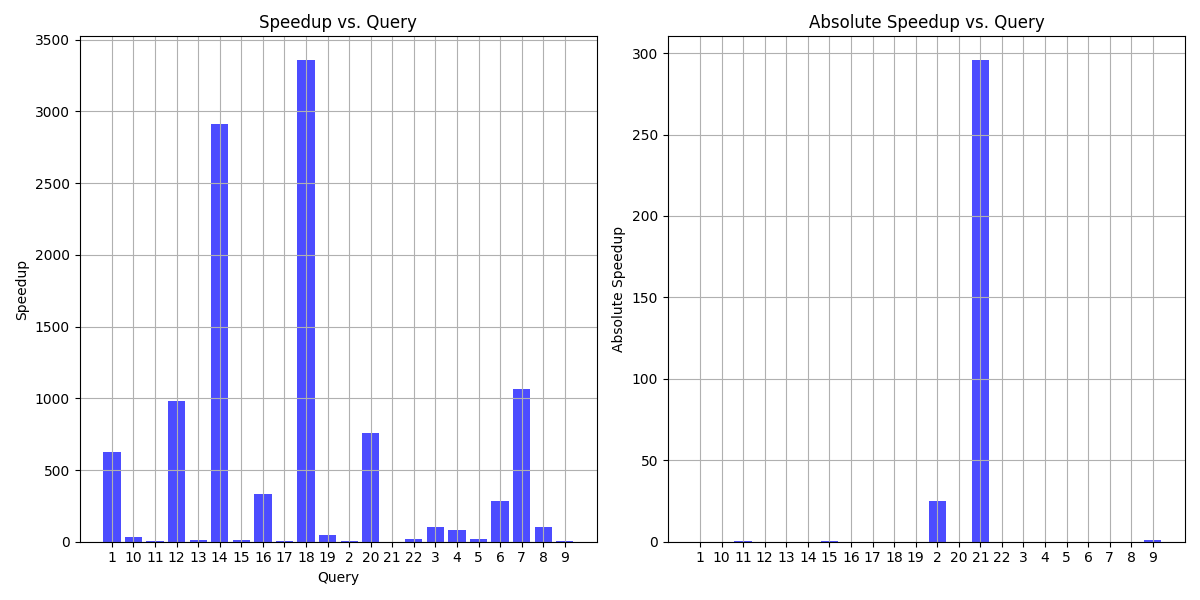 Speedup vs. Query
3500
3000
2500
2000
1500
1000
500
0
Speedup
1 10 11 12 13 14 15 16 17 18 19 2 20 21 22 3 4 5 6 7 8 9
Query
Absolute Speedup vs. Query
300
250
200
150
100
50
0
Absolute Speedup
1 10 11 12 13 14 15 16 17 18 19 2 20 21 22 3 4 5 6 7 8 9